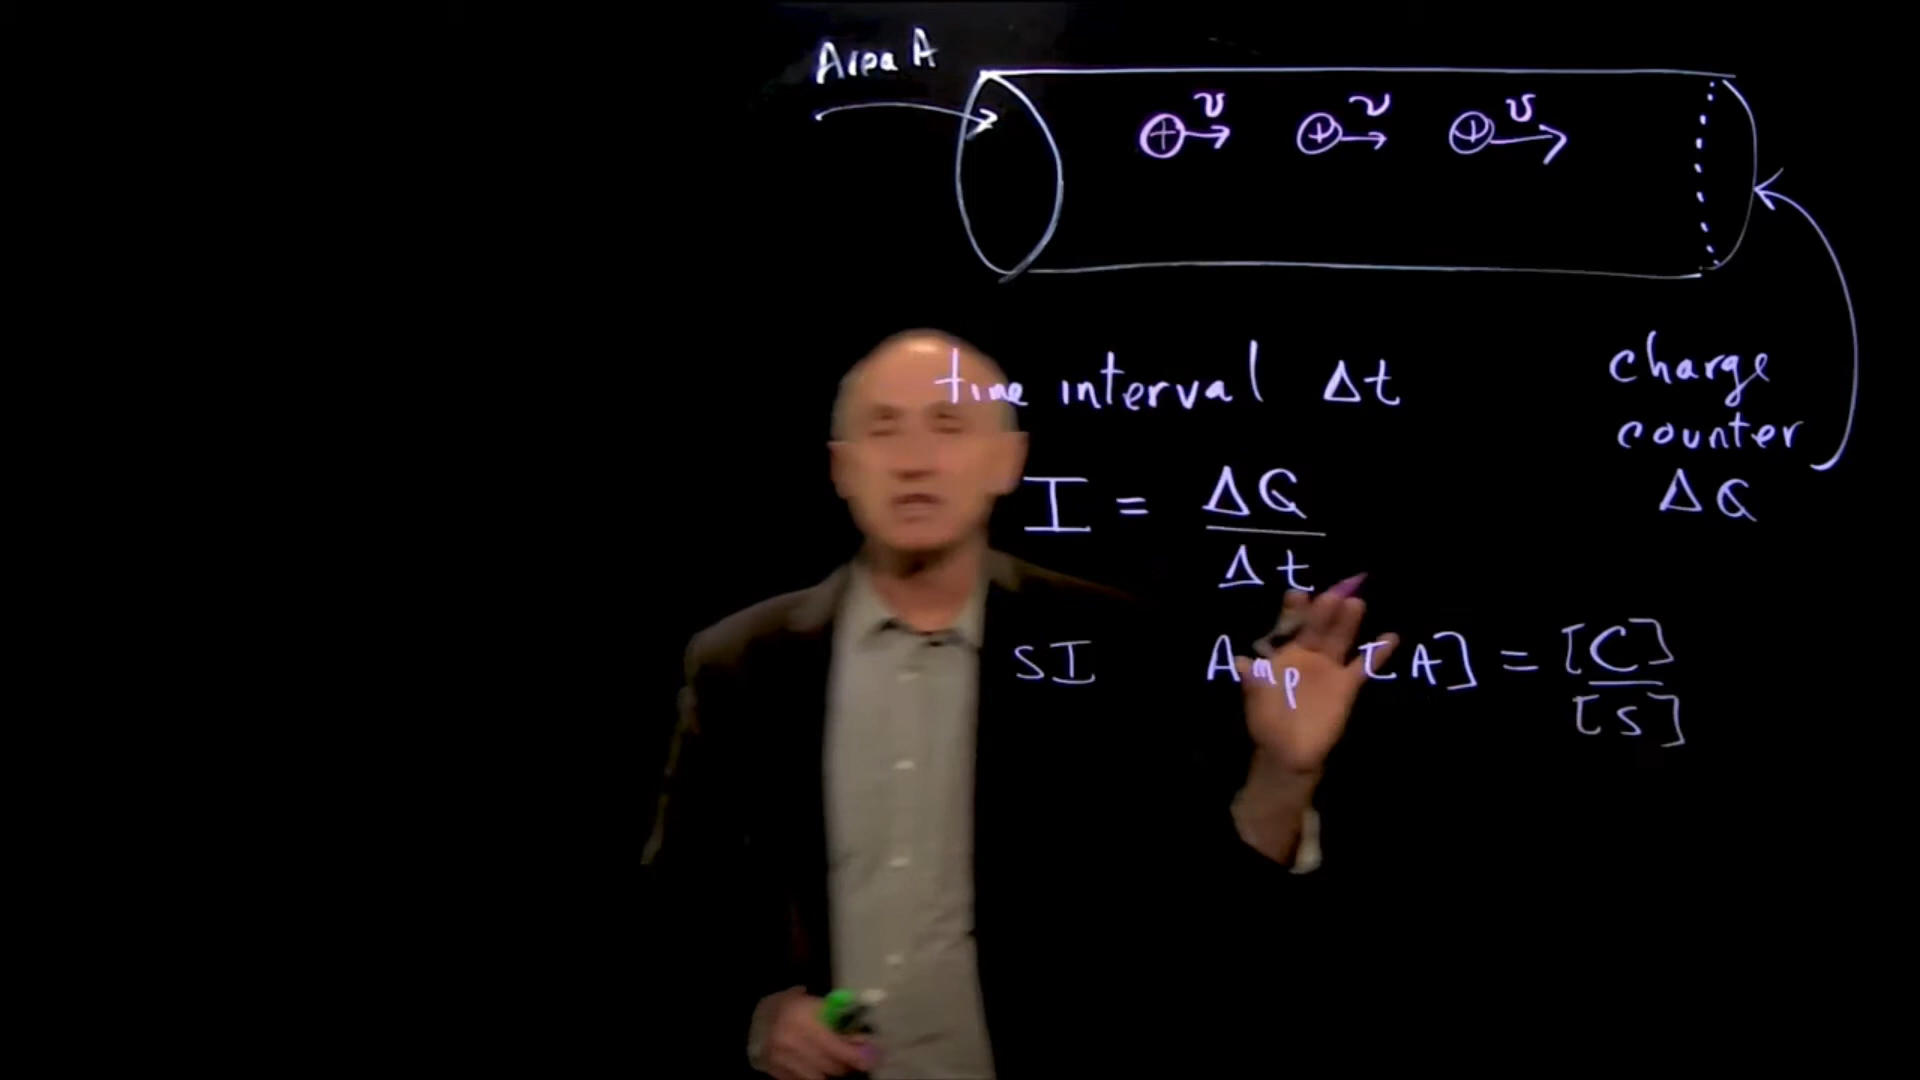 Area A
v v v
+ + +
time interval Δt
charge
counter
ΔQ
I = ΔQ
Δt
SI Amp [A] = [C]
[S]